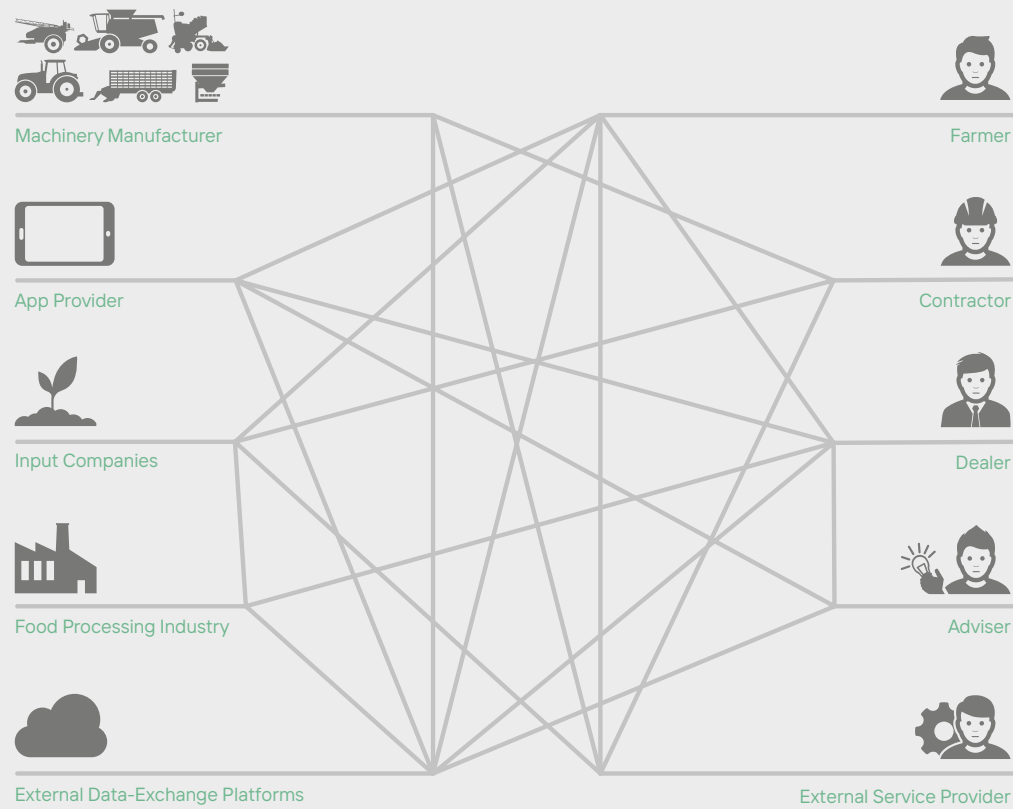 Machinery Manufacturer
Farmer
App Provider
Contractor
Input Companies
Dealer
Food Processing Industry
Adviser
External Data-Exchange Platforms
External Service Provider